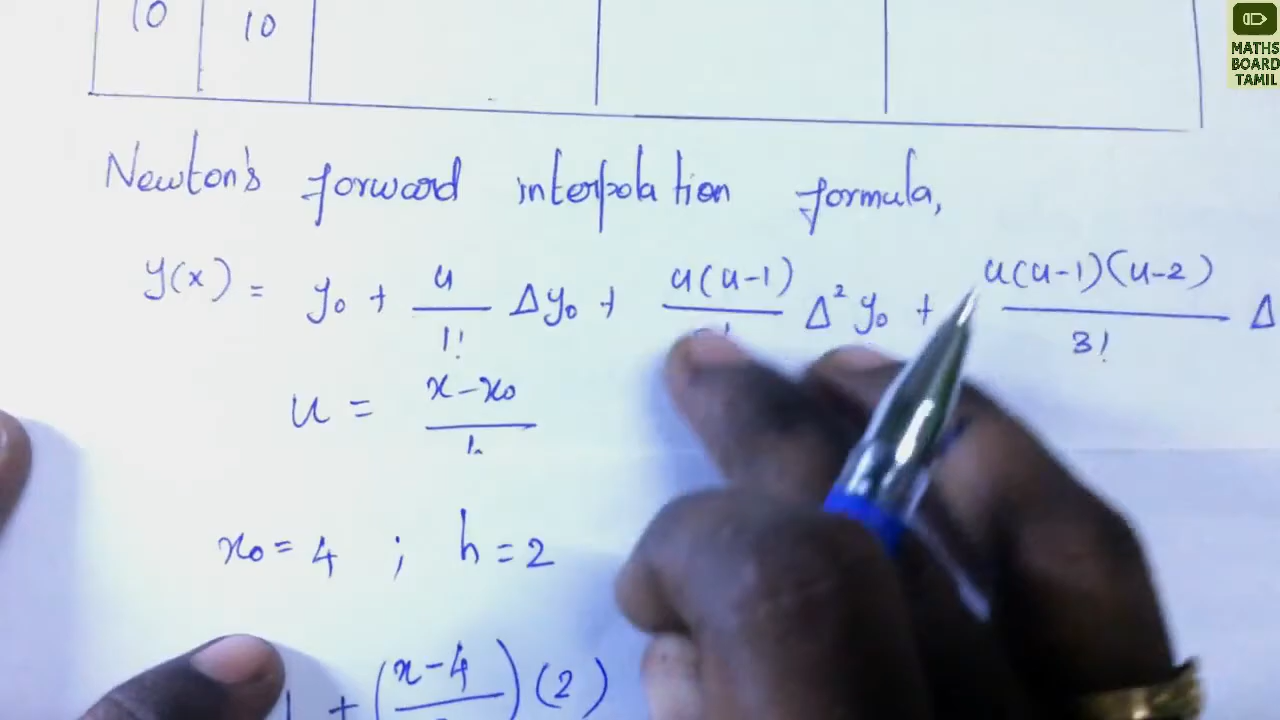 10 10
MATHS
BOARD
TAMIL
Newton's forward interpolation formula,
y(x) = y₀ + u/1! Δy₀ + u(u-1)/ ! Δ²y₀ + u(u-1)(u-2)/3! Δ
u = x-x₀/h
x₀ = 4 ; h = 2
+ (x-4/ ) (2)